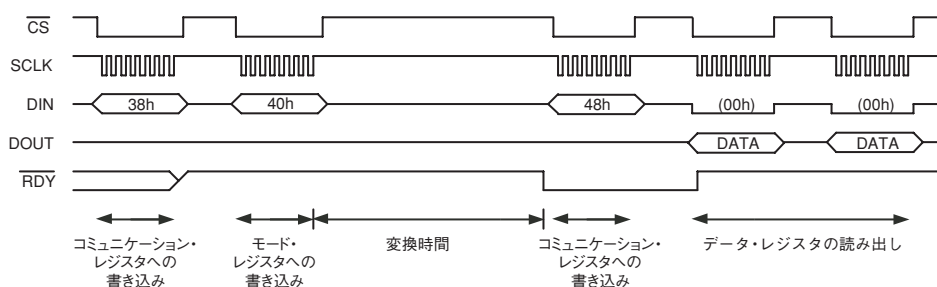 CS
SCLK
DIN 38h 40h 48h (00h) (00h)
DOUT DATA DATA
RDY
コミュニケーション・
レジスタへの
書き込み
モード・
レジスタへの
書き込み
変換時間
コミュニケーション・
レジスタへの
書き込み
データ・レジスタの読み出し